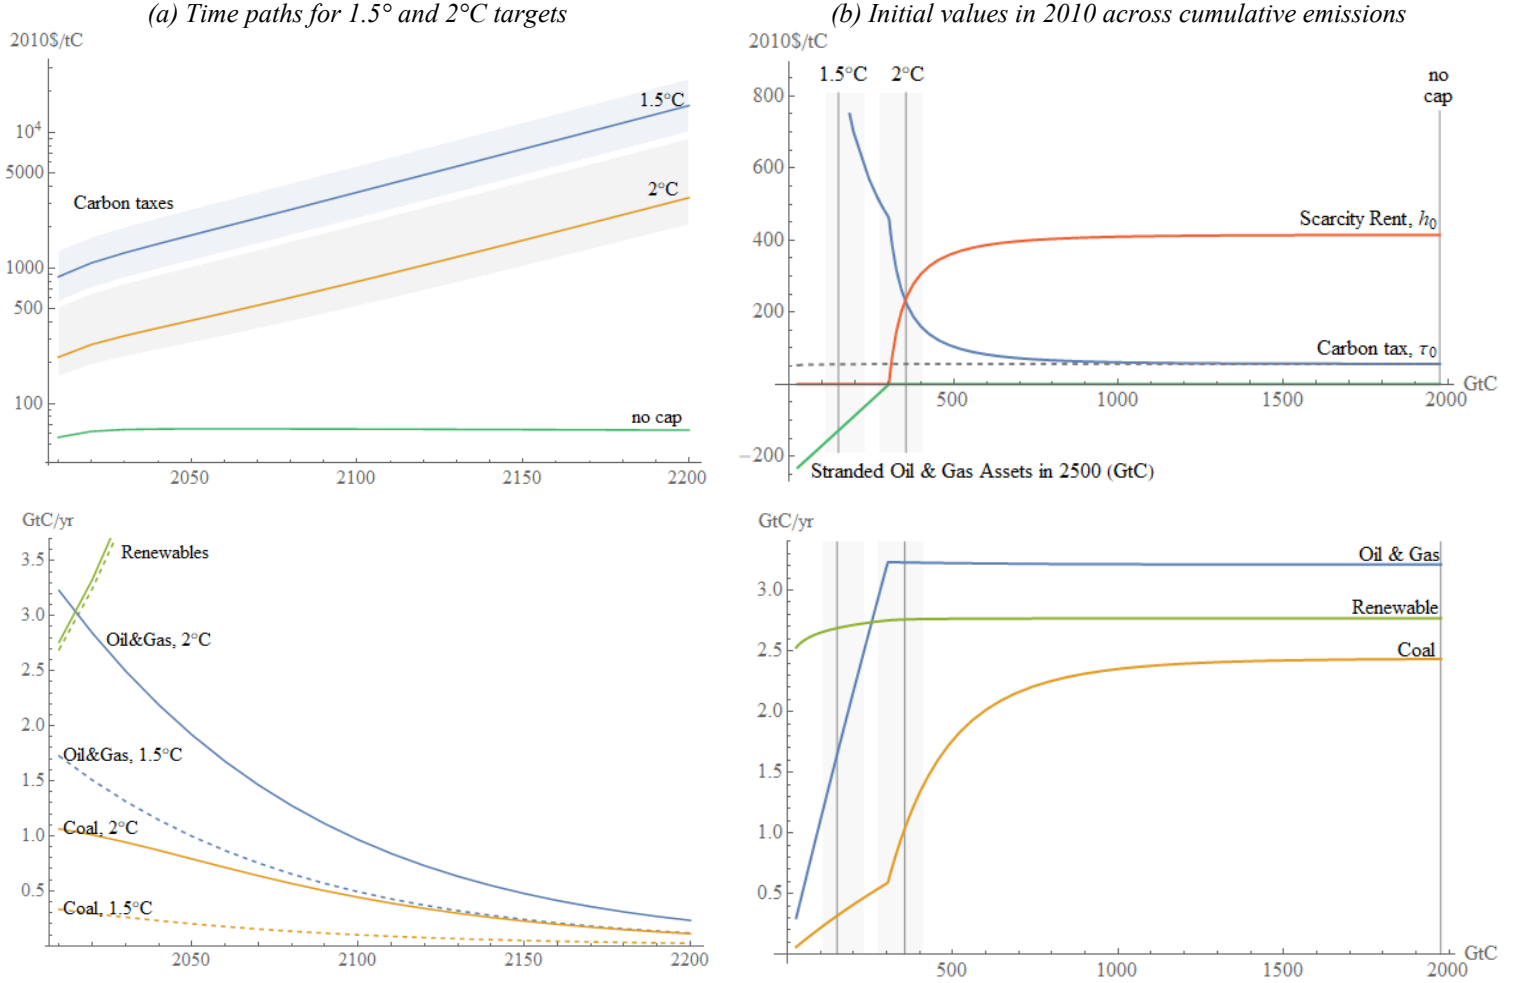 (a) Time paths for 1.5° and 2°C targets
2010$/tC
10⁴
5000
1000
500
100
1.5°C
Carbon taxes
2°C
no cap
2050
2100
2150
2200
(b) Initial values in 2010 across cumulative emissions
2010$/tC
1.5°C
2°C
no
cap
800
600
400
200
−200
Scarcity Rent, h₀
Carbon tax, τ₀
500
1000
1500
2000
GtC
Stranded Oil & Gas Assets in 2500 (GtC)
GtC/yr
3.5
3.0
2.5
2.0
1.5
1.0
0.5
Renewables
Oil&Gas, 2°C
Oil&Gas, 1.5°C
Coal, 2°C
Coal, 1.5°C
2050
2100
2150
2200
GtC/yr
3.0
2.5
2.0
1.5
1.0
0.5
Oil & Gas
Renewable
Coal
500
1000
1500
2000
GtC